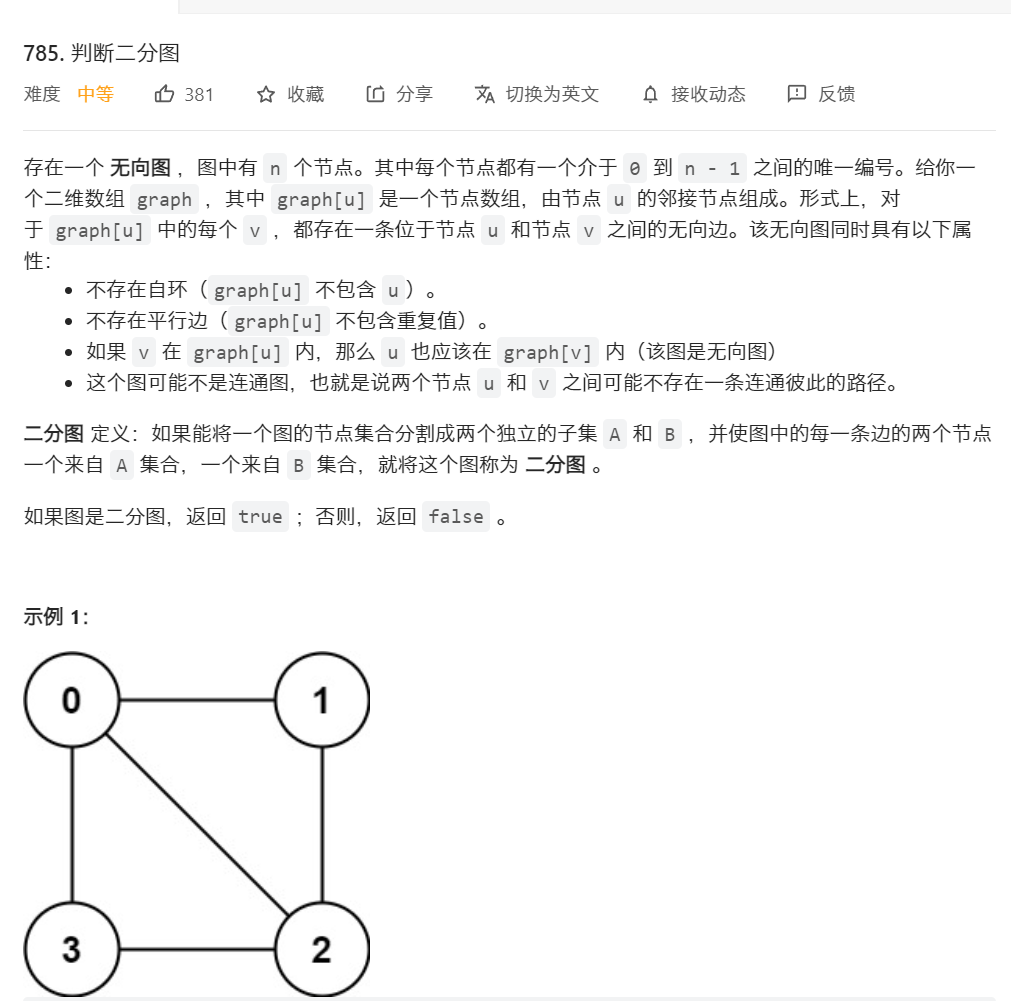 785. 判断二分图
难度 中等 381 收藏 分享 切换为英文 接收动态 反馈
存在一个 无向图 ，图中有 n 个节点。其中每个节点都有一个介于 0 到 n - 1 之间的唯一编号。给你一
个二维数组 graph ，其中 graph[u] 是一个节点数组，由节点 u 的邻接节点组成。形式上，对
于 graph[u] 中的每个 v ，都存在一条位于节点 u 和节点 v 之间的无向边。该无向图同时具有以下属
性：
• 不存在自环（graph[u] 不包含 u）。
• 不存在平行边（graph[u] 不包含重复值）。
• 如果 v 在 graph[u] 内，那么 u 也应该在 graph[v] 内（该图是无向图）
• 这个图可能不是连通图，也就是说两个节点 u 和 v 之间可能不存在一条连通彼此的路径。
二分图 定义：如果能将一个图的节点集合分割成两个独立的子集 A 和 B ，并使图中的每一条边的两个节点
一个来自 A 集合，一个来自 B 集合，就将这个图称为 二分图 。
如果图是二分图，返回 true ；否则，返回 false 。
示例 1：
0 1
3 2